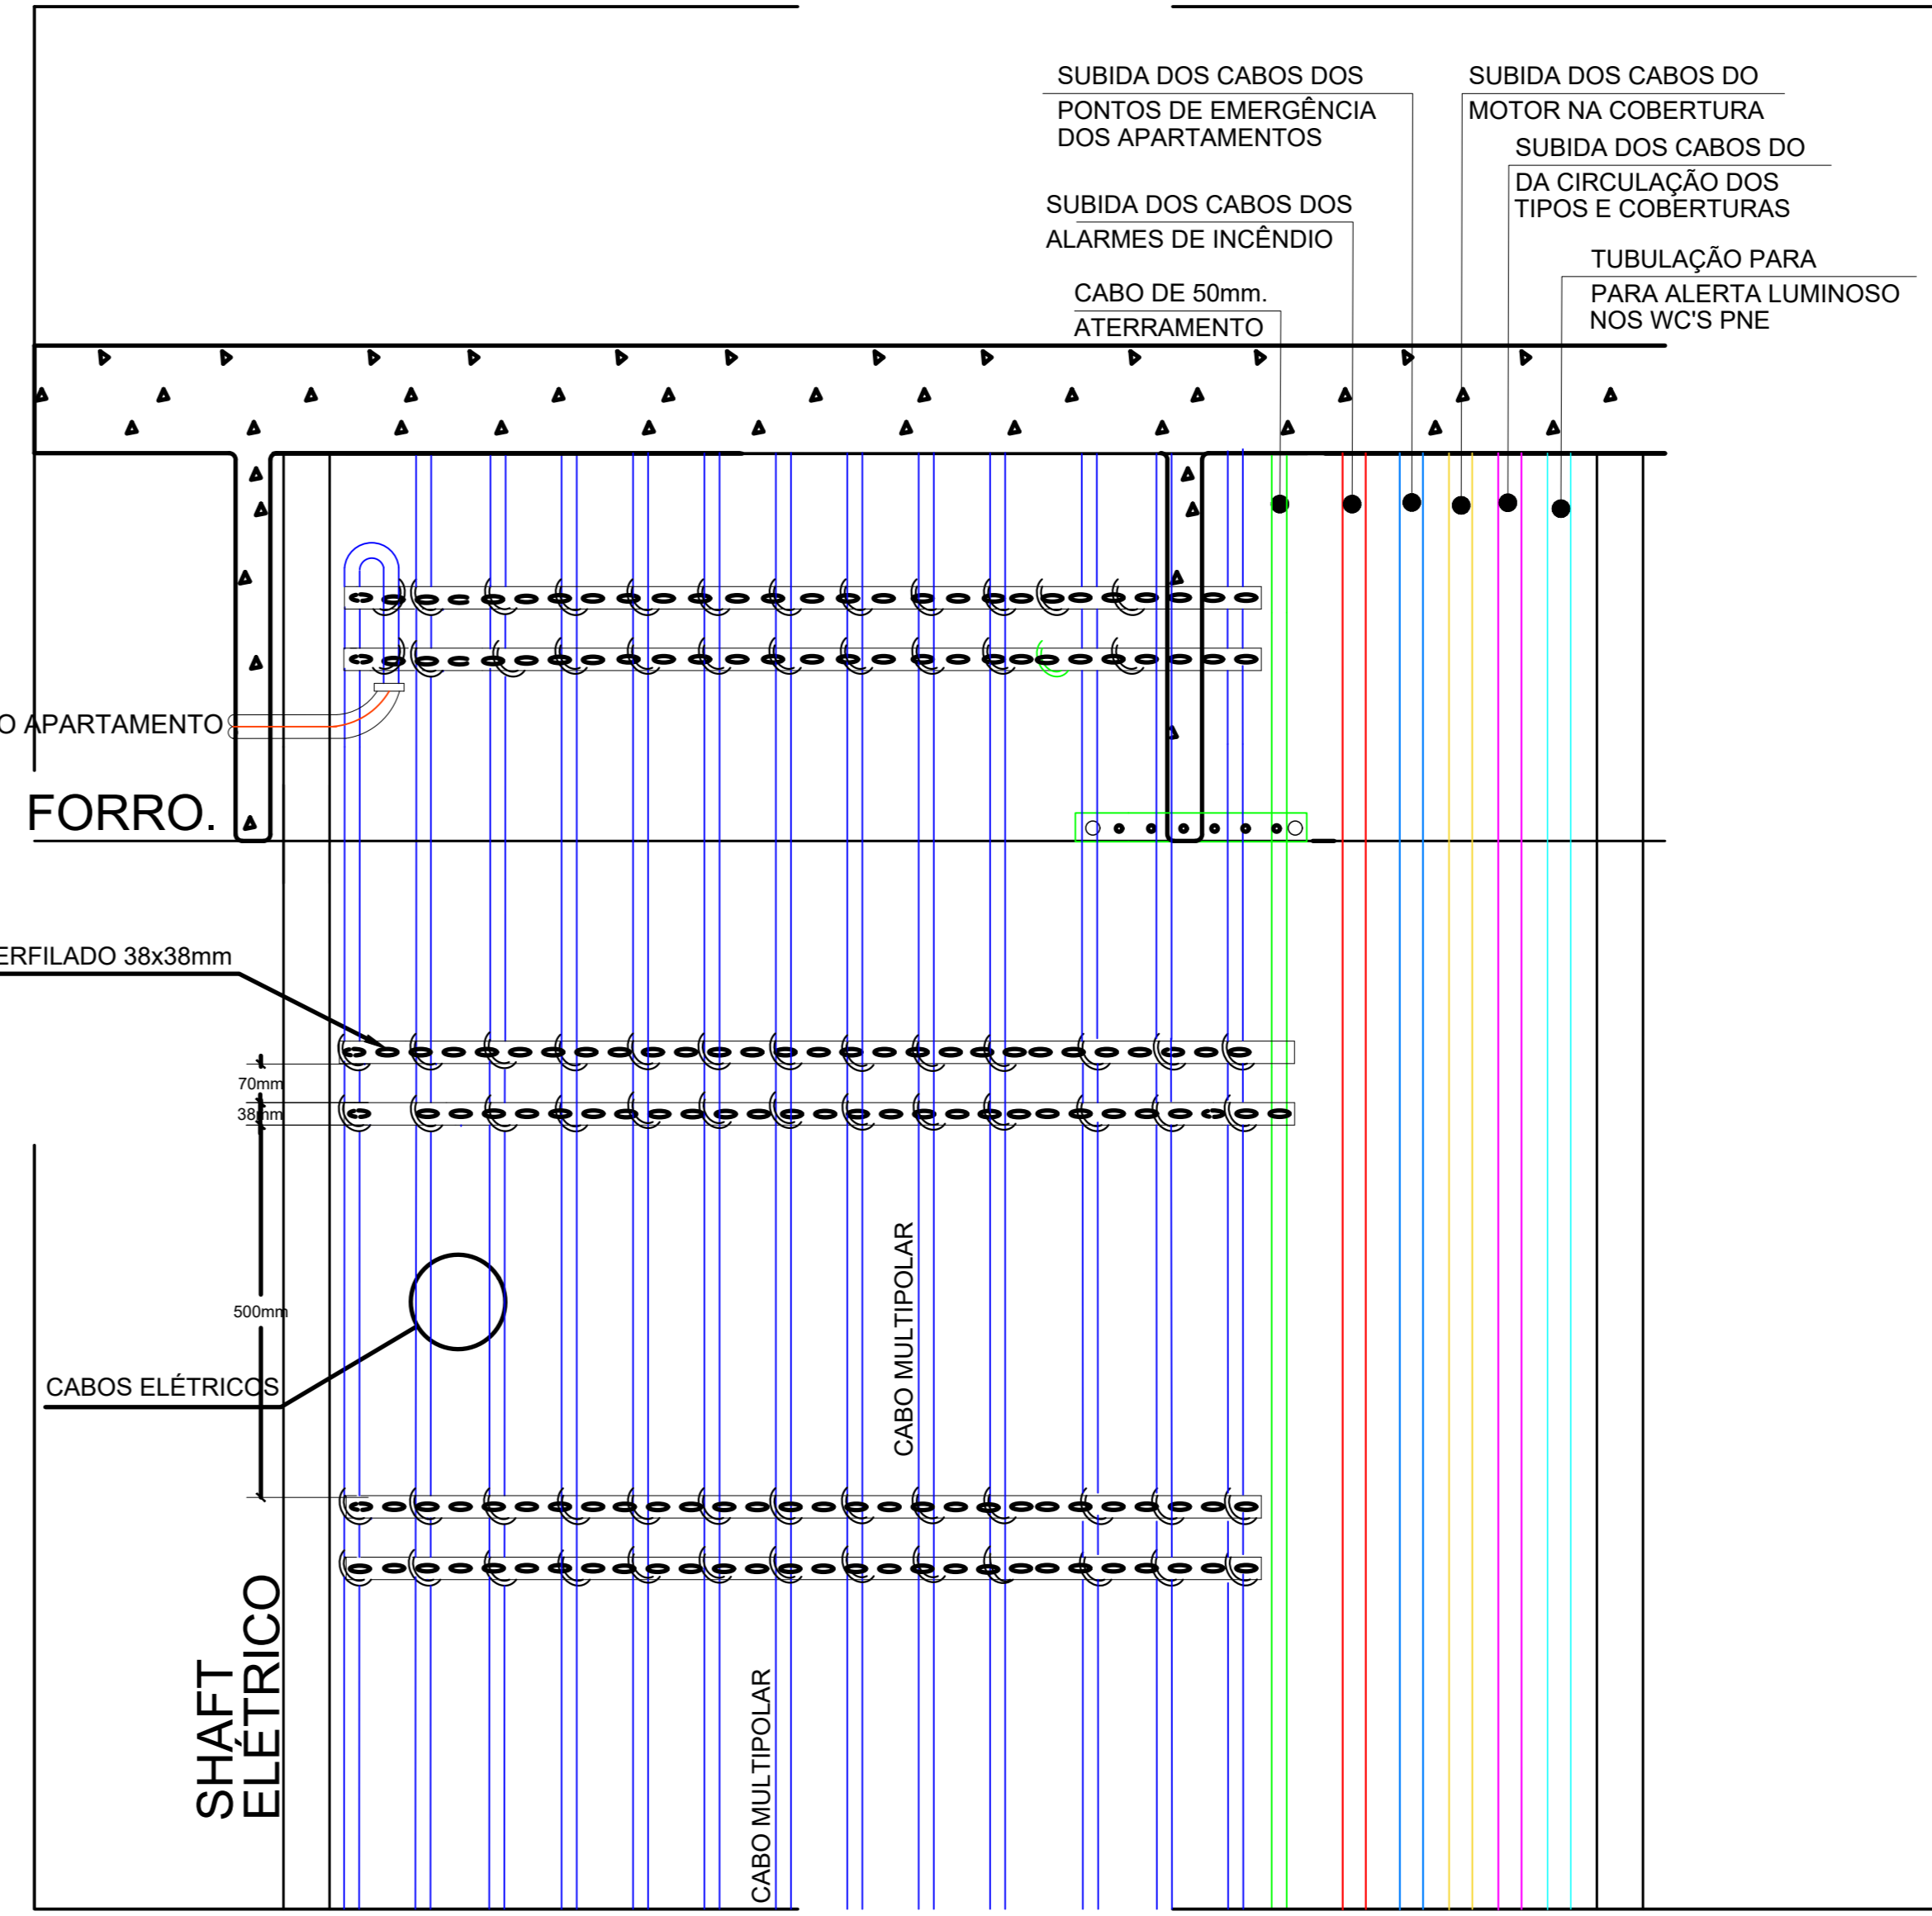 SUBIDA DOS CABOS DOS
PONTOS DE EMERGÊNCIA
DOS APARTAMENTOS
SUBIDA DOS CABOS DO
MOTOR NA COBERTURA
SUBIDA DOS CABOS DO
DA CIRCULAÇÃO DOS
TIPOS E COBERTURAS
SUBIDA DOS CABOS DOS
ALARMES DE INCÊNDIO
TUBULAÇÃO PARA
PARA ALERTA LUMINOSO
NOS WC'S PNE
CABO DE 50mm.
ATERRAMENTO
O APARTAMENTO
FORRO.
ERFILADO 38x38mm
70mm
38mm
500mm
CABO MULTIPOLAR
CABOS ELÉTRICOS
SHAFT
ELÉTRICO
CABO MULTIPOLAR